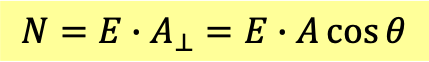 N = E · A⊥ = E · A cos θ